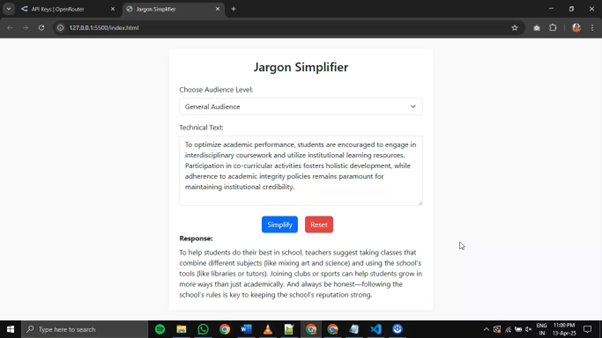 API Keys | OpenRouter
Jargon Simplifier
127.0.0.1:5500/index.html
Jargon Simplifier
Choose Audience Level:
General Audience
Technical Text:
To optimize academic performance, students are encouraged to engage in
interdisciplinary coursework and utilize institutional learning resources.
Participation in co-curricular activities fosters holistic development, while
adherence to academic integrity policies remains paramount for
maintaining institutional credibility.
Simplify
Reset
Response:
To help students do their best in school, teachers suggest taking classes that
combine different subjects (like mixing art and science) and using the school's
tools (like libraries or tutors). Joining clubs or sports can help students grow in
more ways than just academically. And always be honest—following the
school's rules is key to keeping the school's reputation strong.
Type here to search
ENG
IN
11:00 PM
13-Apr-25